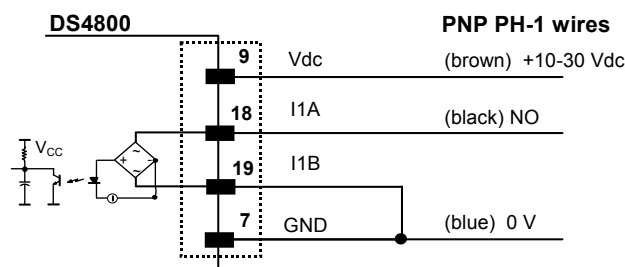 DS4800
PNP PH-1 wires
9 Vdc (brown) +10-30 Vdc
18 I1A (black) NO
VCC
+ ~ - ~
19 I1B
7 GND (blue) 0 V